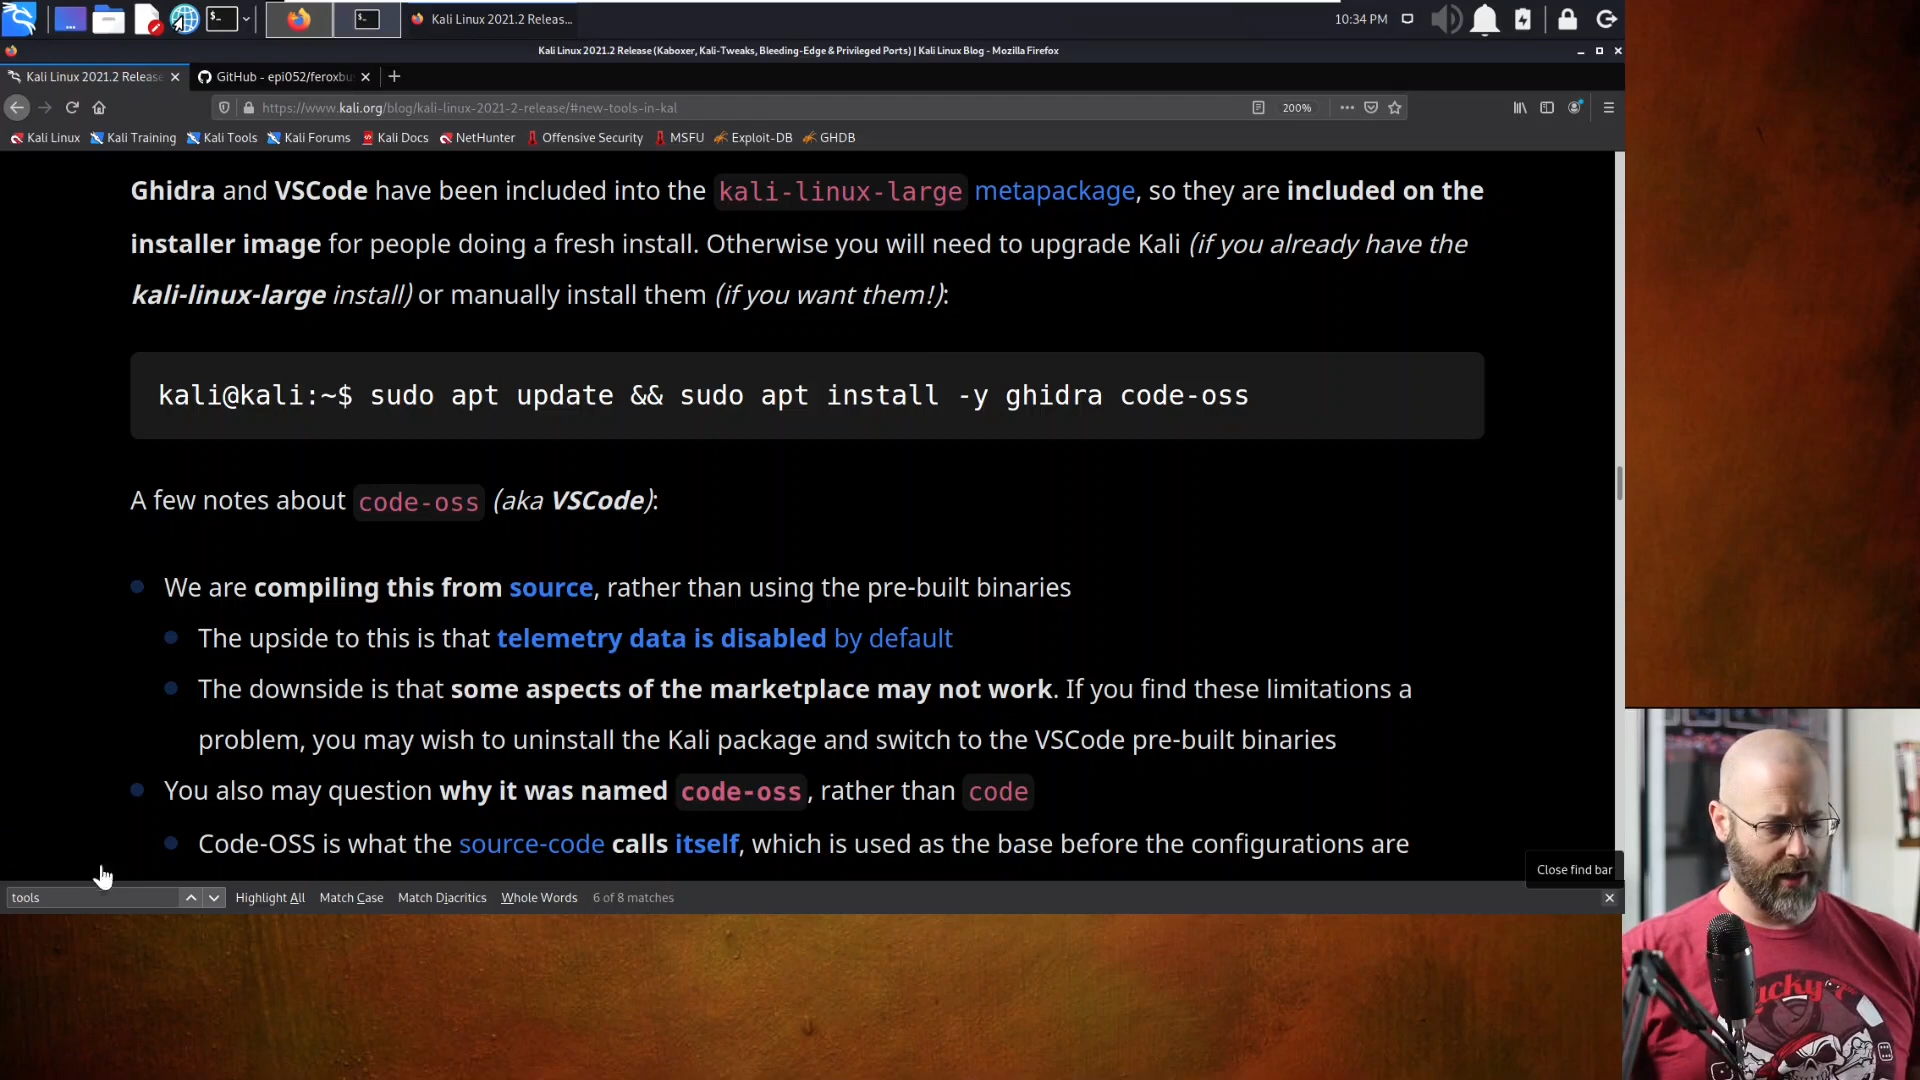 Kali Linux 2021.2 Releas...
10:34 PM
Kali Linux 2021.2 Release (Kaboxer, Kali-Tweaks, Bleeding-Edge & Privileged Ports) | Kali Linux Blog - Mozilla Firefox
Kali Linux 2021.2 Release
GitHub - epi052/feroxbu
https://www.kali.org/blog/kali-linux-2021-2-release/#new-tools-in-kal
200%
Kali Linux Kali Training Kali Tools Kali Forums Kali Docs NetHunter Offensive Security MSFU Exploit-DB GHDB
Ghidra and VSCode have been included into the kali-linux-large metapackage, so they are included on the
installer image for people doing a fresh install. Otherwise you will need to upgrade Kali (if you already have the
kali-linux-large install) or manually install them (if you want them!):
kali@kali:~$ sudo apt update && sudo apt install -y ghidra code-oss
A few notes about code-oss (aka VSCode):
We are compiling this from source, rather than using the pre-built binaries
The upside to this is that telemetry data is disabled by default
The downside is that some aspects of the marketplace may not work. If you find these limitations a
problem, you may wish to uninstall the Kali package and switch to the VSCode pre-built binaries
You also may question why it was named code-oss, rather than code
Code-OSS is what the source-code calls itself, which is used as the base before the configurations are
Close find bar
tools
Highlight All Match Case Match Diacritics Whole Words 6 of 8 matches